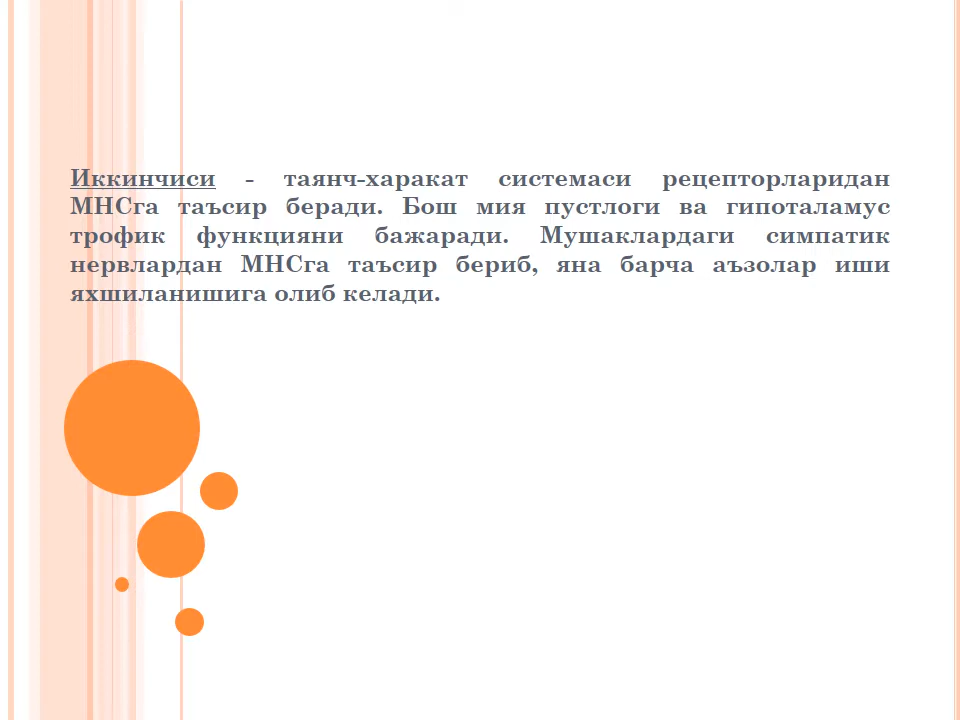 Иккинчиси - таянч-харакат системаси рецепторларидан
МНСга таъсир беради. Бош мия пустлоги ва гипоталамус
трофик функцияни бажаради. Мушаклардаги симпатик
нервлардан МНСга таъсир бериб, яна барча аъзолар иши
яхшиланишига олиб келади.